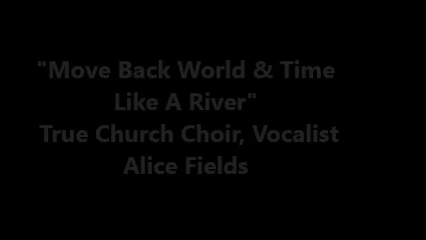 "Move Back World & Time
Like A River"
True Church Choir, Vocalist
Alice Fields